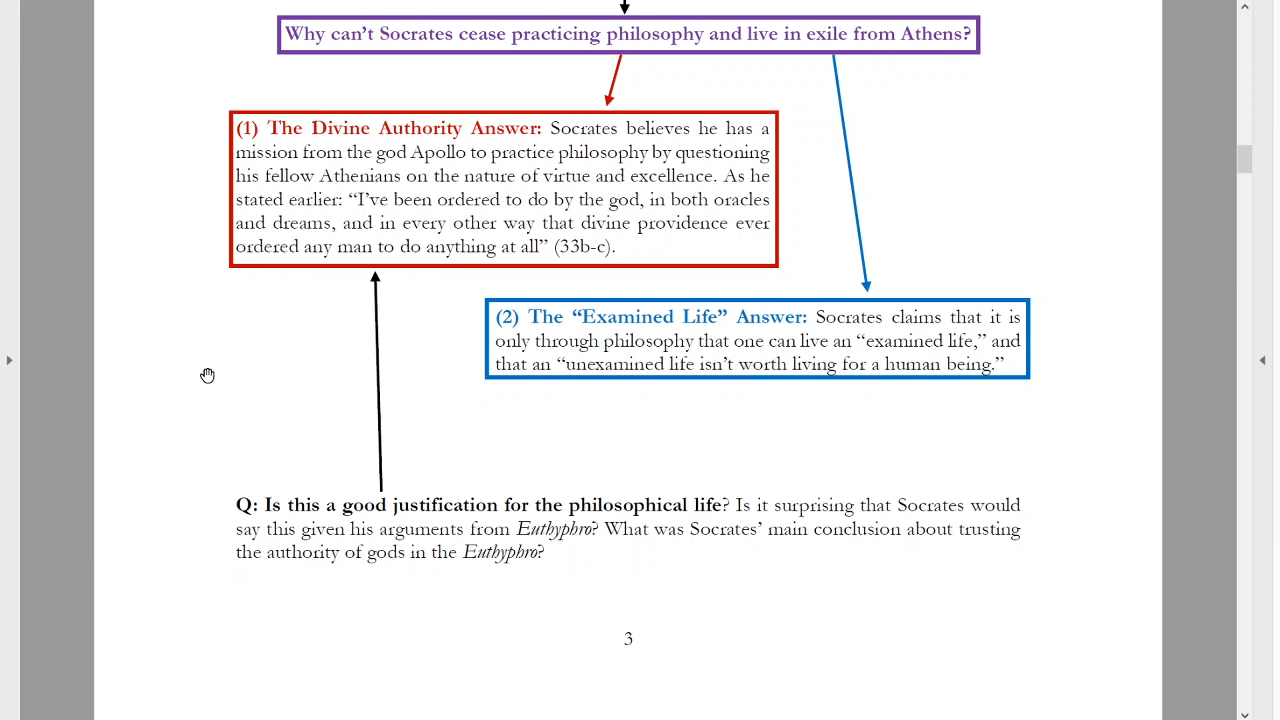 Why can’t Socrates cease practicing philosophy and live in exile from Athens?
(1) The Divine Authority Answer: Socrates believes he has a
mission from the god Apollo to practice philosophy by questioning
his fellow Athenians on the nature of virtue and excellence. As he
stated earlier: “I’ve been ordered to do by the god, in both oracles
and dreams, and in every other way that divine providence ever
ordered any man to do anything at all” (33b-c).
(2) The “Examined Life” Answer: Socrates claims that it is
only through philosophy that one can live an “examined life,” and
that an “unexamined life isn’t worth living for a human being.”
Q: Is this a good justification for the philosophical life? Is it surprising that Socrates would
say this given his arguments from Euthyphro? What was Socrates’ main conclusion about trusting
the authority of gods in the Euthyphro?
3